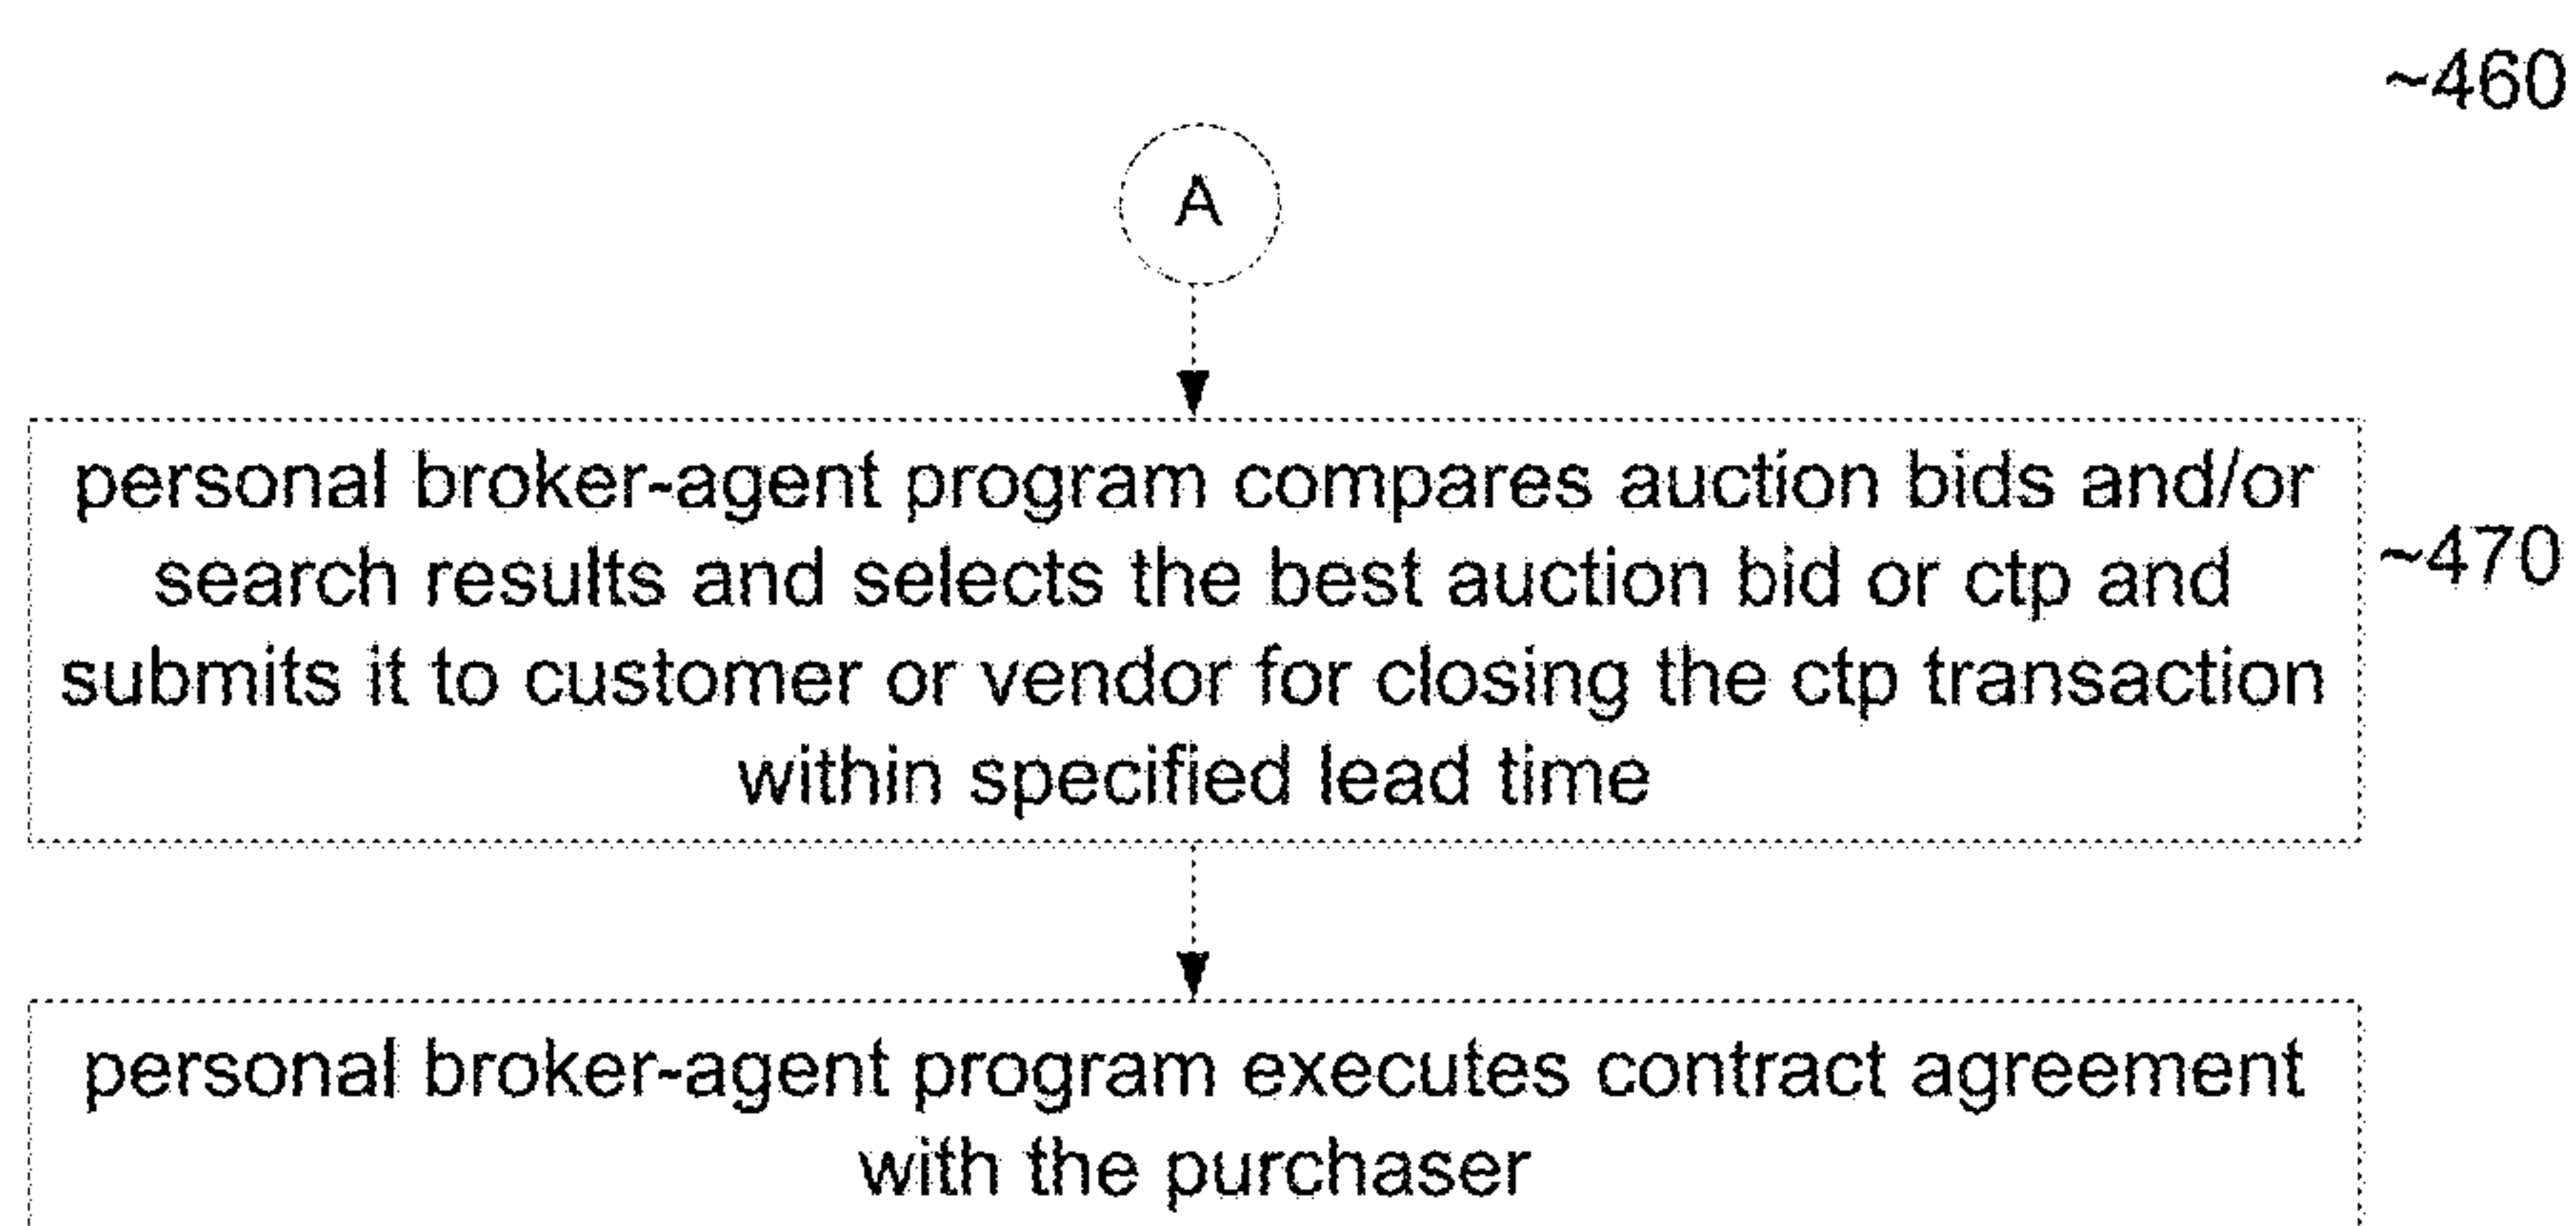 ~460
A
personal broker-agent program compares auction bids and/or
search results and selects the best auction bid or ctp and
~470
submits it to customer or vendor for closing the ctp transaction
within specified lead time
personal broker-agent program executes contract agreement
with the purchaser